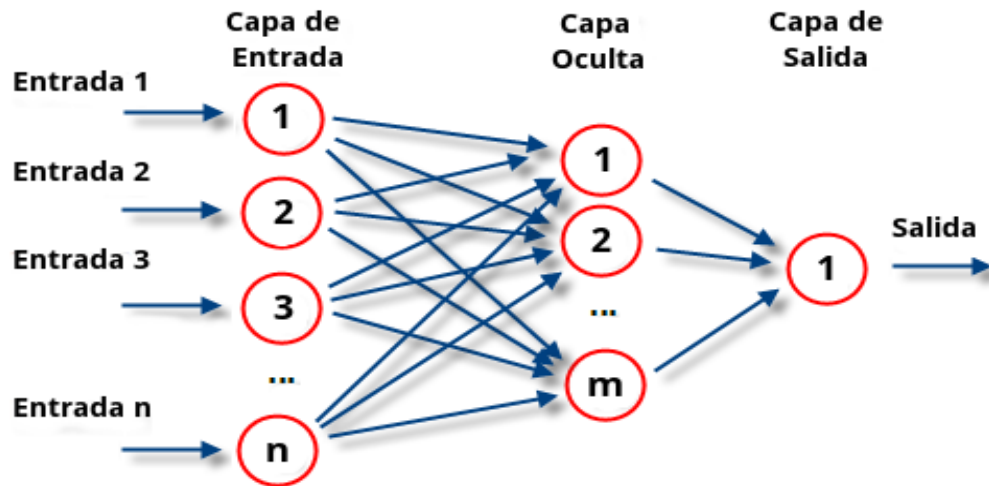 Capa de
Entrada
Capa
Oculta
Capa de
Salida
Entrada 1
1
Entrada 2
2
Entrada 3
3
...
Entrada n
n
1
2
...
m
1
Salida